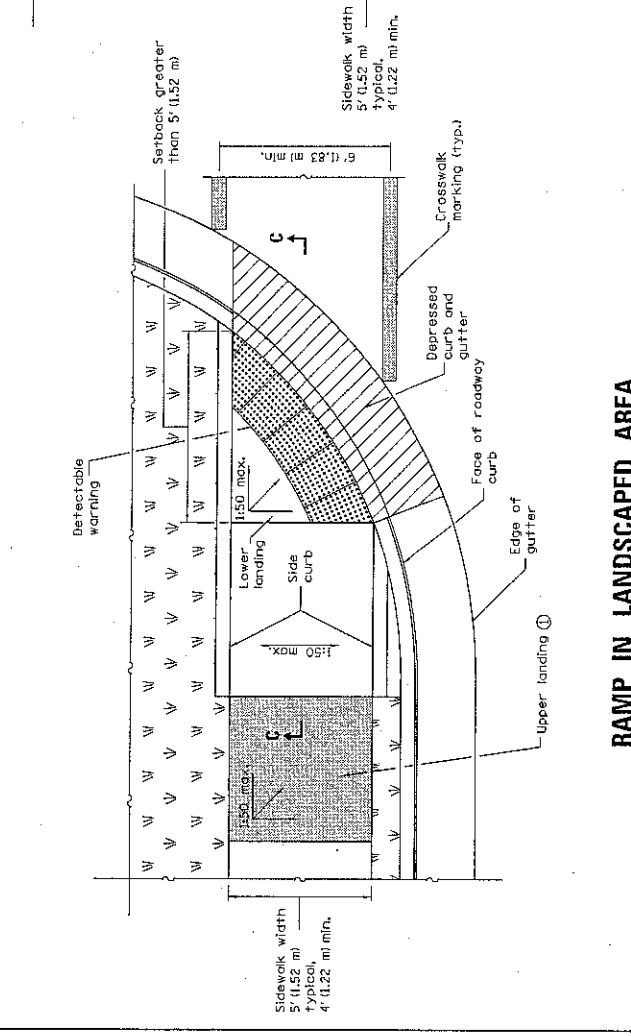 Setback greater
than 5' (1.52 m)
Sidewalk width
5' (1.52 m)
typical,
4' (1.22 m) min.
6' (1.83 m) min.
Detectable
warning
C
Crosswalk
marking (typ.)
1:50 max.
Lower
landing
Depressed
curb and
gutter
Side
curb
1:50 max.
Face of roadway
curb
1:50 max.
C
Edge of
gutter
Upper landing ①
Sidewalk width
5' (1.52 m)
typical,
4' (1.22 m) min.
RAMP IN LANDSCAPED AREA